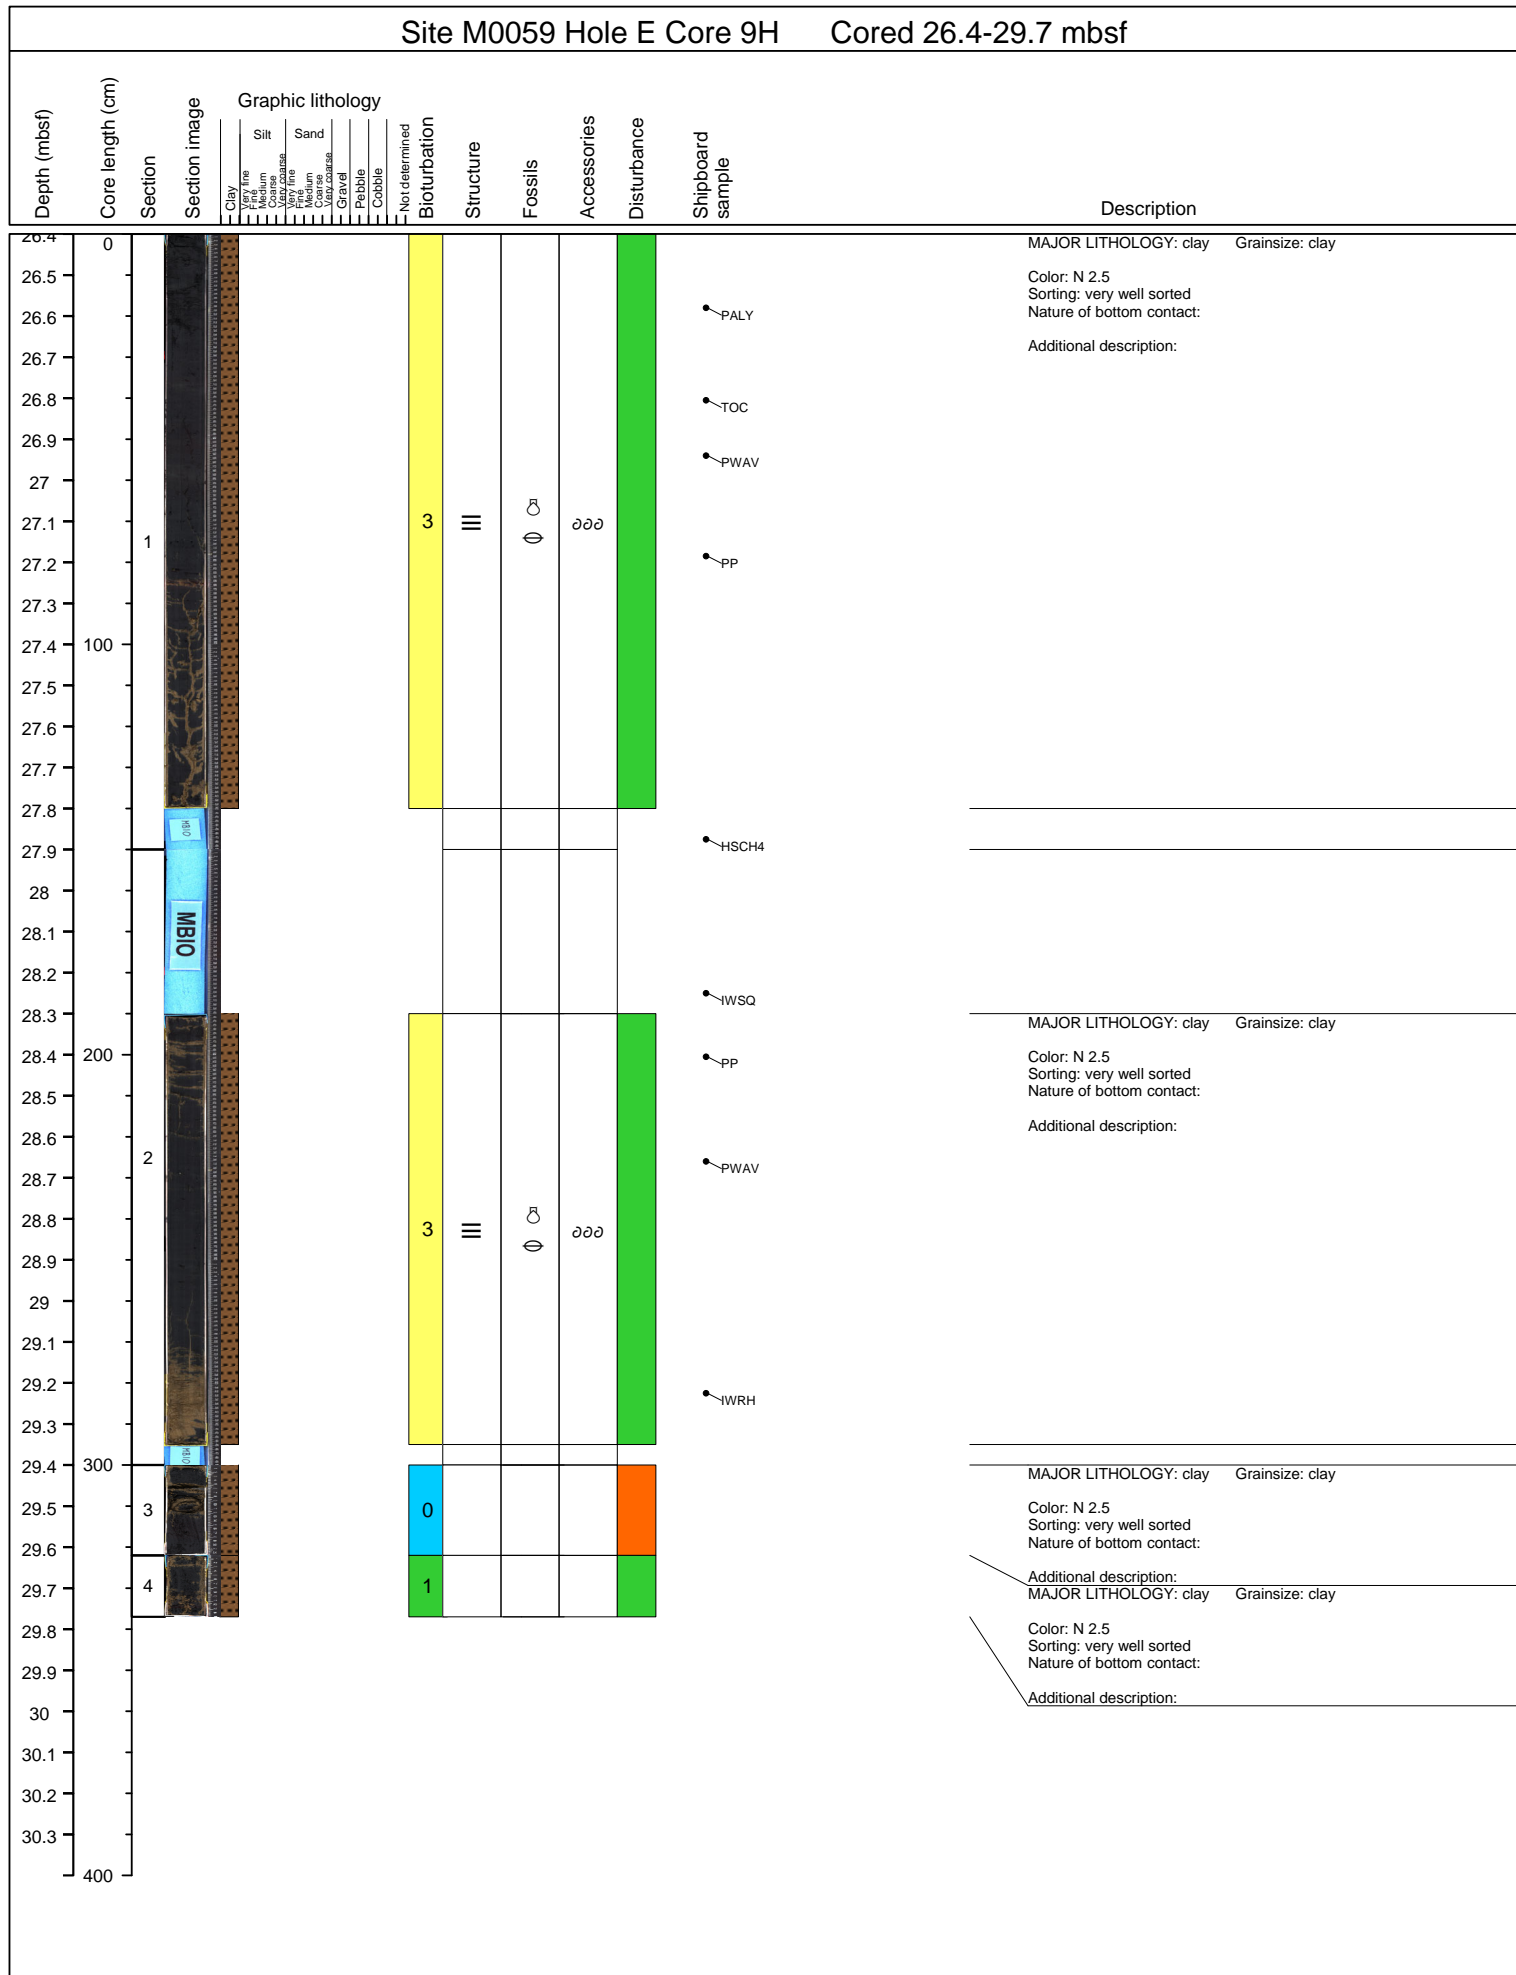 Site M0059 Hole E Core 9H Cored 26.4-29.7 mbsf
Depth (mbsf)
Core length (cm)
Section
Section image
Graphic lithology
Clay
Silt
Very fine
Fine
Medium
Coarse
Very coarse
Sand
Very fine
Fine
Medium
Coarse
Very coarse
Gravel
Pebble
Cobble
Not determined
Bioturbation
Structure
Fossils
Accessories
Disturbance
Shipboard
sample
Description
26.4 0 MAJOR LITHOLOGY: clay Grainsize: clay
26.5 Color: N 2.5
Sorting: very well sorted
26.6 PALY Nature of bottom contact:
26.7 Additional description:
26.8 TOC
26.9 PWAV
27
27.1 1 3
27.2 PP
27.3
27.4 100
27.5
27.6
27.7
27.8 MBIO
27.9 HSCH4
28
28.1 MBIO
28.2 IWSQ
28.3 MAJOR LITHOLOGY: clay Grainsize: clay
28.4 200 PP Color: N 2.5
Sorting: very well sorted
28.5 Nature of bottom contact:
28.6 Additional description:
2 PWAV
28.7
28.8 3
28.9
29
29.1
29.2 IWRH
29.3
MBIO
29.4 300 MAJOR LITHOLOGY: clay Grainsize: clay
29.5 3 0 Color: N 2.5
Sorting: very well sorted
29.6 Nature of bottom contact:
Additional description:
29.7 4 1 MAJOR LITHOLOGY: clay Grainsize: clay
29.8 Color: N 2.5
Sorting: very well sorted
29.9 Nature of bottom contact:
Additional description:
30
30.1
30.2
30.3
400